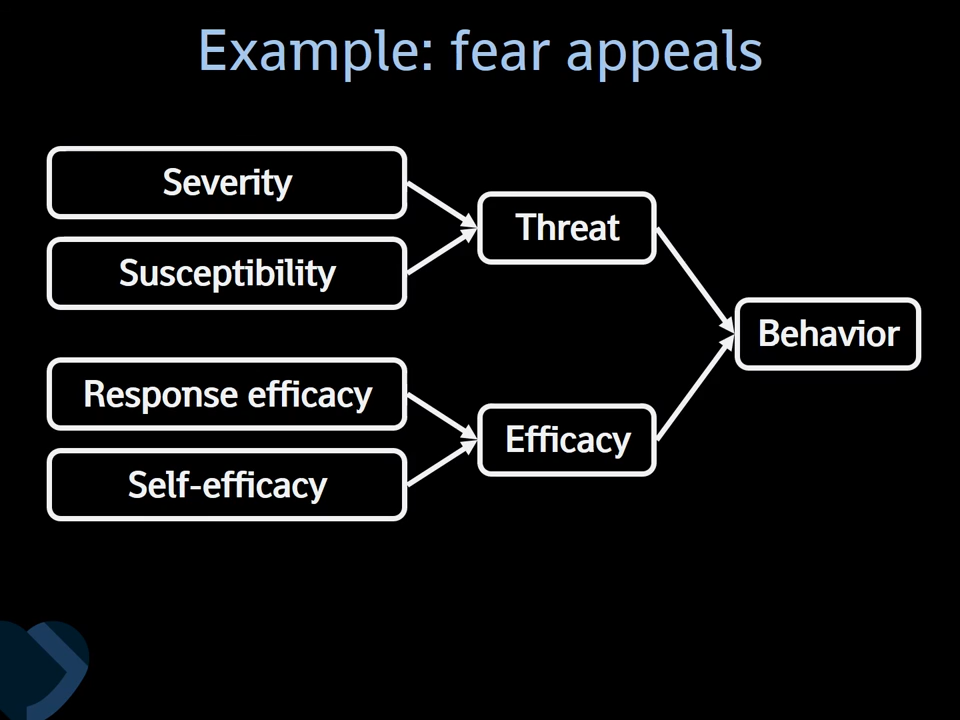 Example: fear appeals
Severity
Susceptibility
Threat
Behavior
Response efficacy
Self-efficacy
Efficacy